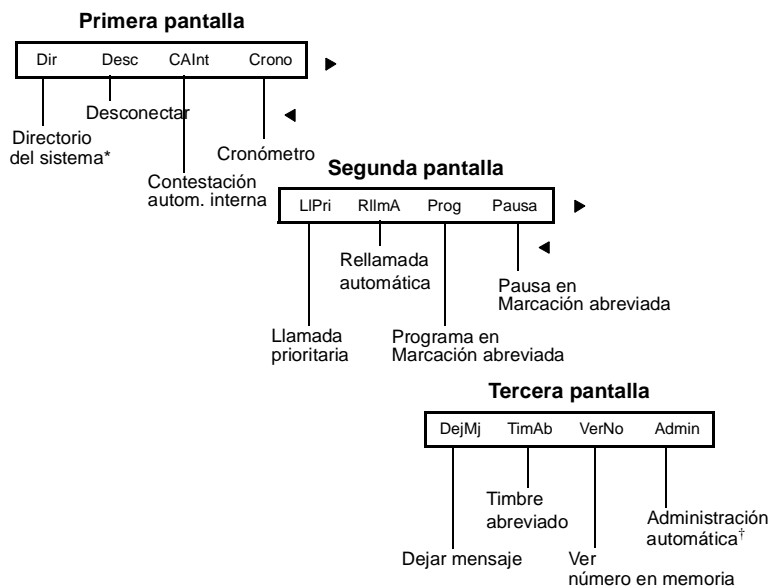 Primera pantalla
Dir Desc CAInt Crono
Desconectar
Directorio
del sistema*
Cronómetro
Contestación
autom. interna
Segunda pantalla
LlPri RllmA Prog Pausa
Rellamada
automática
Pausa en
Marcación abreviada
Llamada
prioritaria
Programa en
Marcación abreviada
Tercera pantalla
DejMj TimAb VerNo Admin
Timbre
abreviado
Administración
automática†
Dejar mensaje
Ver
número en memoria